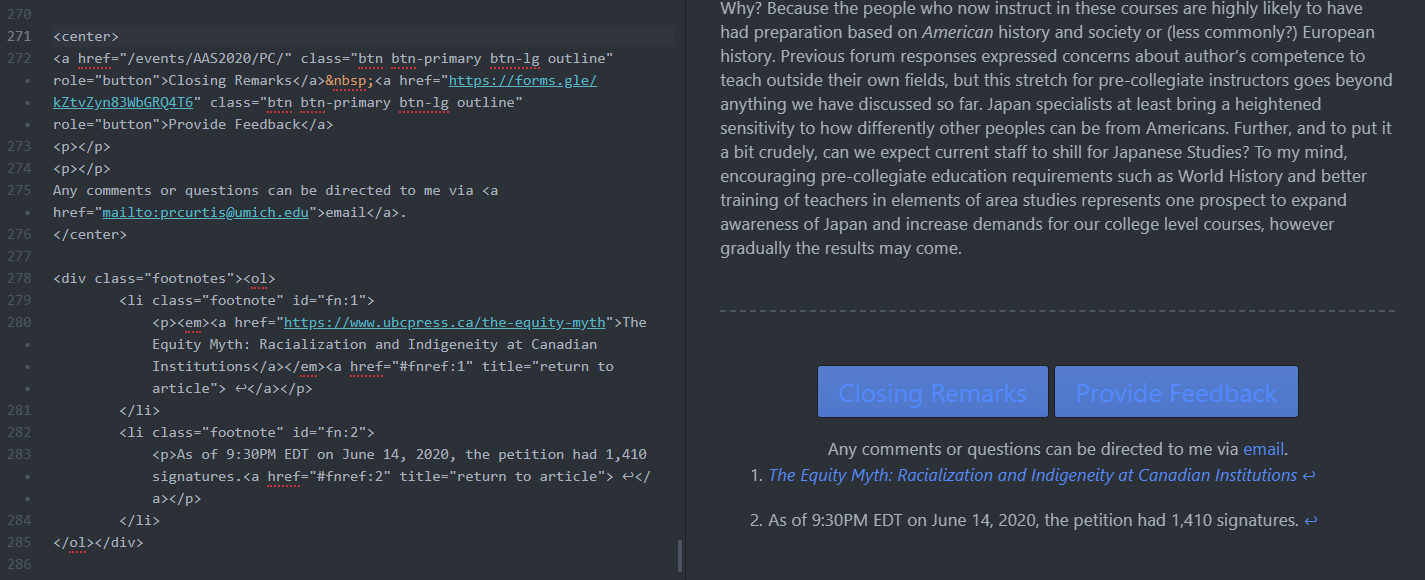 270
271 <center>
272 <a href="/events/AAS2020/PC/" class="btn btn-primary btn-lg outline"
• role="button">Closing Remarks</a>&nbsp;<a href="https://forms.gle/
• kZtvZyn83WbGRQ4T6" class="btn btn-primary btn-lg outline"
• role="button">Provide Feedback</a>
273 <p></p>
274 <p></p>
275 Any comments or questions can be directed to me via <a
• href="mailto:prcurtis@umich.edu">email</a>.
276 </center>
277
278 <div class="footnotes"><ol>
279 <li class="footnote" id="fn:1">
280 <p><em><a href="https://www.ubcpress.ca/the-equity-myth">The
• Equity Myth: Racialization and Indigeneity at Canadian
• Institutions</a></em><a href="#fnref:1" title="return to
• article"> ↩</a></p>
281 </li>
282 <li class="footnote" id="fn:2">
283 <p>As of 9:30PM EDT on June 14, 2020, the petition had 1,410
• signatures.<a href="#fnref:2" title="return to article"> ↩</
• a></p>
284 </li>
285 </ol></div>
286
Why? Because the people who now instruct in these courses are highly likely to have
had preparation based on American history and society or (less commonly?) European
history. Previous forum responses expressed concerns about author's competence to
teach outside their own fields, but this stretch for pre-collegiate instructors goes beyond
anything we have discussed so far. Japan specialists at least bring a heightened
sensitivity to how differently other peoples can be from Americans. Further, and to put it
a bit crudely, can we expect current staff to shill for Japanese Studies? To my mind,
encouraging pre-collegiate education requirements such as World History and better
training of teachers in elements of area studies represents one prospect to expand
awareness of Japan and increase demands for our college level courses, however
gradually the results may come.
Closing Remarks Provide Feedback
Any comments or questions can be directed to me via email.
1. The Equity Myth: Racialization and Indigeneity at Canadian Institutions ↩
2. As of 9:30PM EDT on June 14, 2020, the petition had 1,410 signatures. ↩